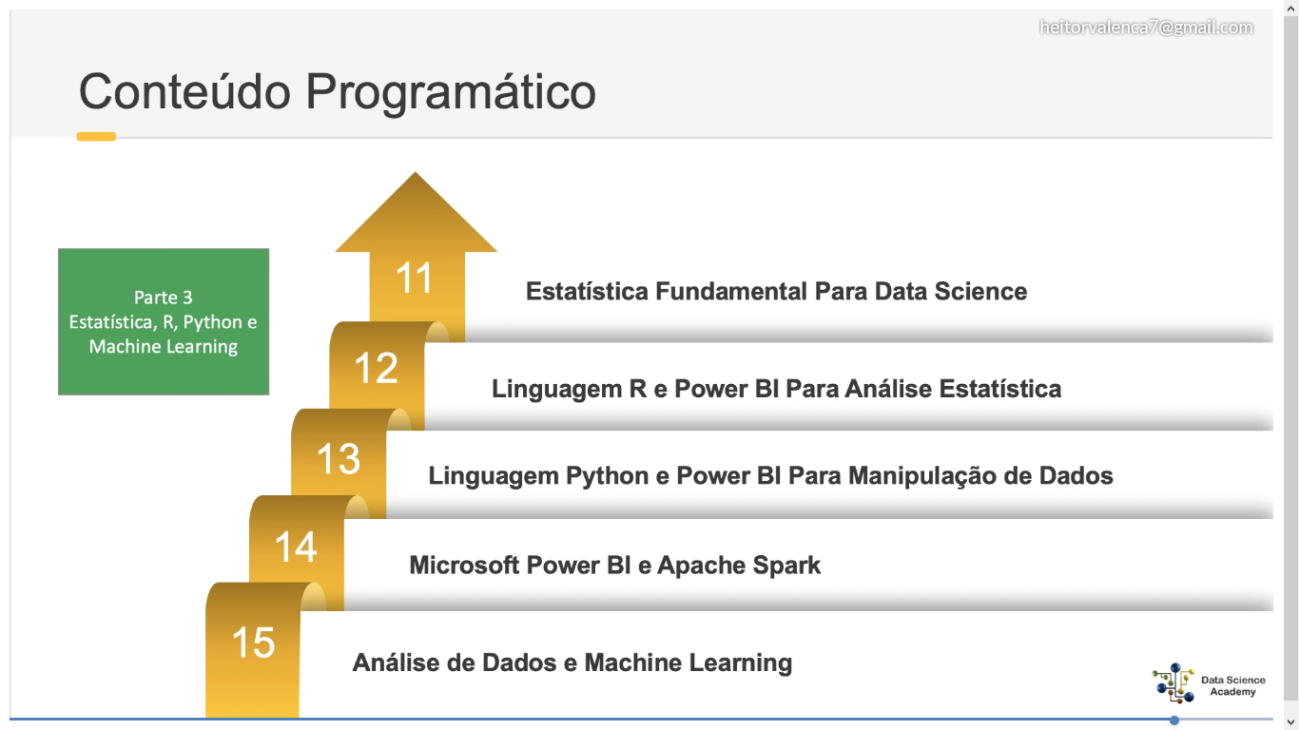 heitorvalenca7@gmail.com
Conteúdo Programático
Parte 3
Estatística, R, Python e
Machine Learning
11
Estatística Fundamental Para Data Science
12
Linguagem R e Power BI Para Análise Estatística
13
Linguagem Python e Power BI Para Manipulação de Dados
14
Microsoft Power BI e Apache Spark
15
Análise de Dados e Machine Learning
Data Science
Academy